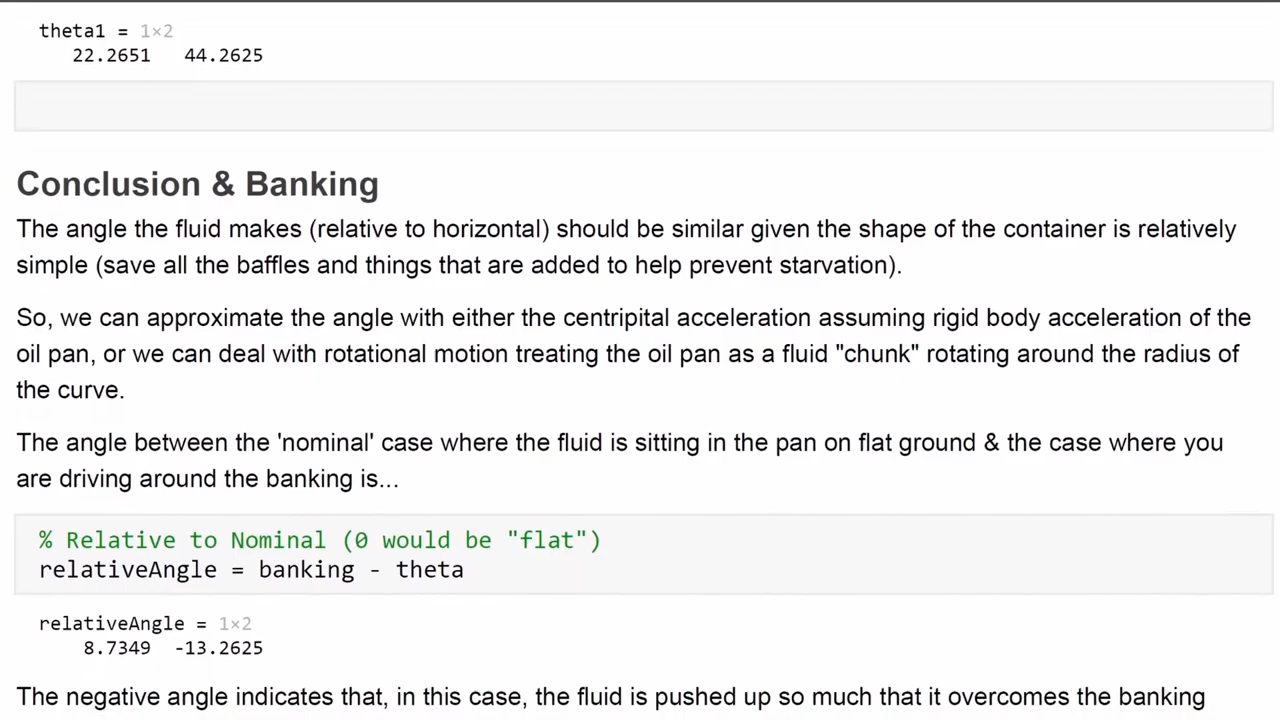 theta1 = 1×2
22.2651 44.2625
Conclusion & Banking
The angle the fluid makes (relative to horizontal) should be similar given the shape of the container is relatively
simple (save all the baffles and things that are added to help prevent starvation).
So, we can approximate the angle with either the centripital acceleration assuming rigid body acceleration of the
oil pan, or we can deal with rotational motion treating the oil pan as a fluid "chunk" rotating around the radius of
the curve.
The angle between the 'nominal' case where the fluid is sitting in the pan on flat ground & the case where you
are driving around the banking is...
% Relative to Nominal (0 would be "flat")
relativeAngle = banking - theta
relativeAngle = 1×2
8.7349 -13.2625
The negative angle indicates that, in this case, the fluid is pushed up so much that it overcomes the banking